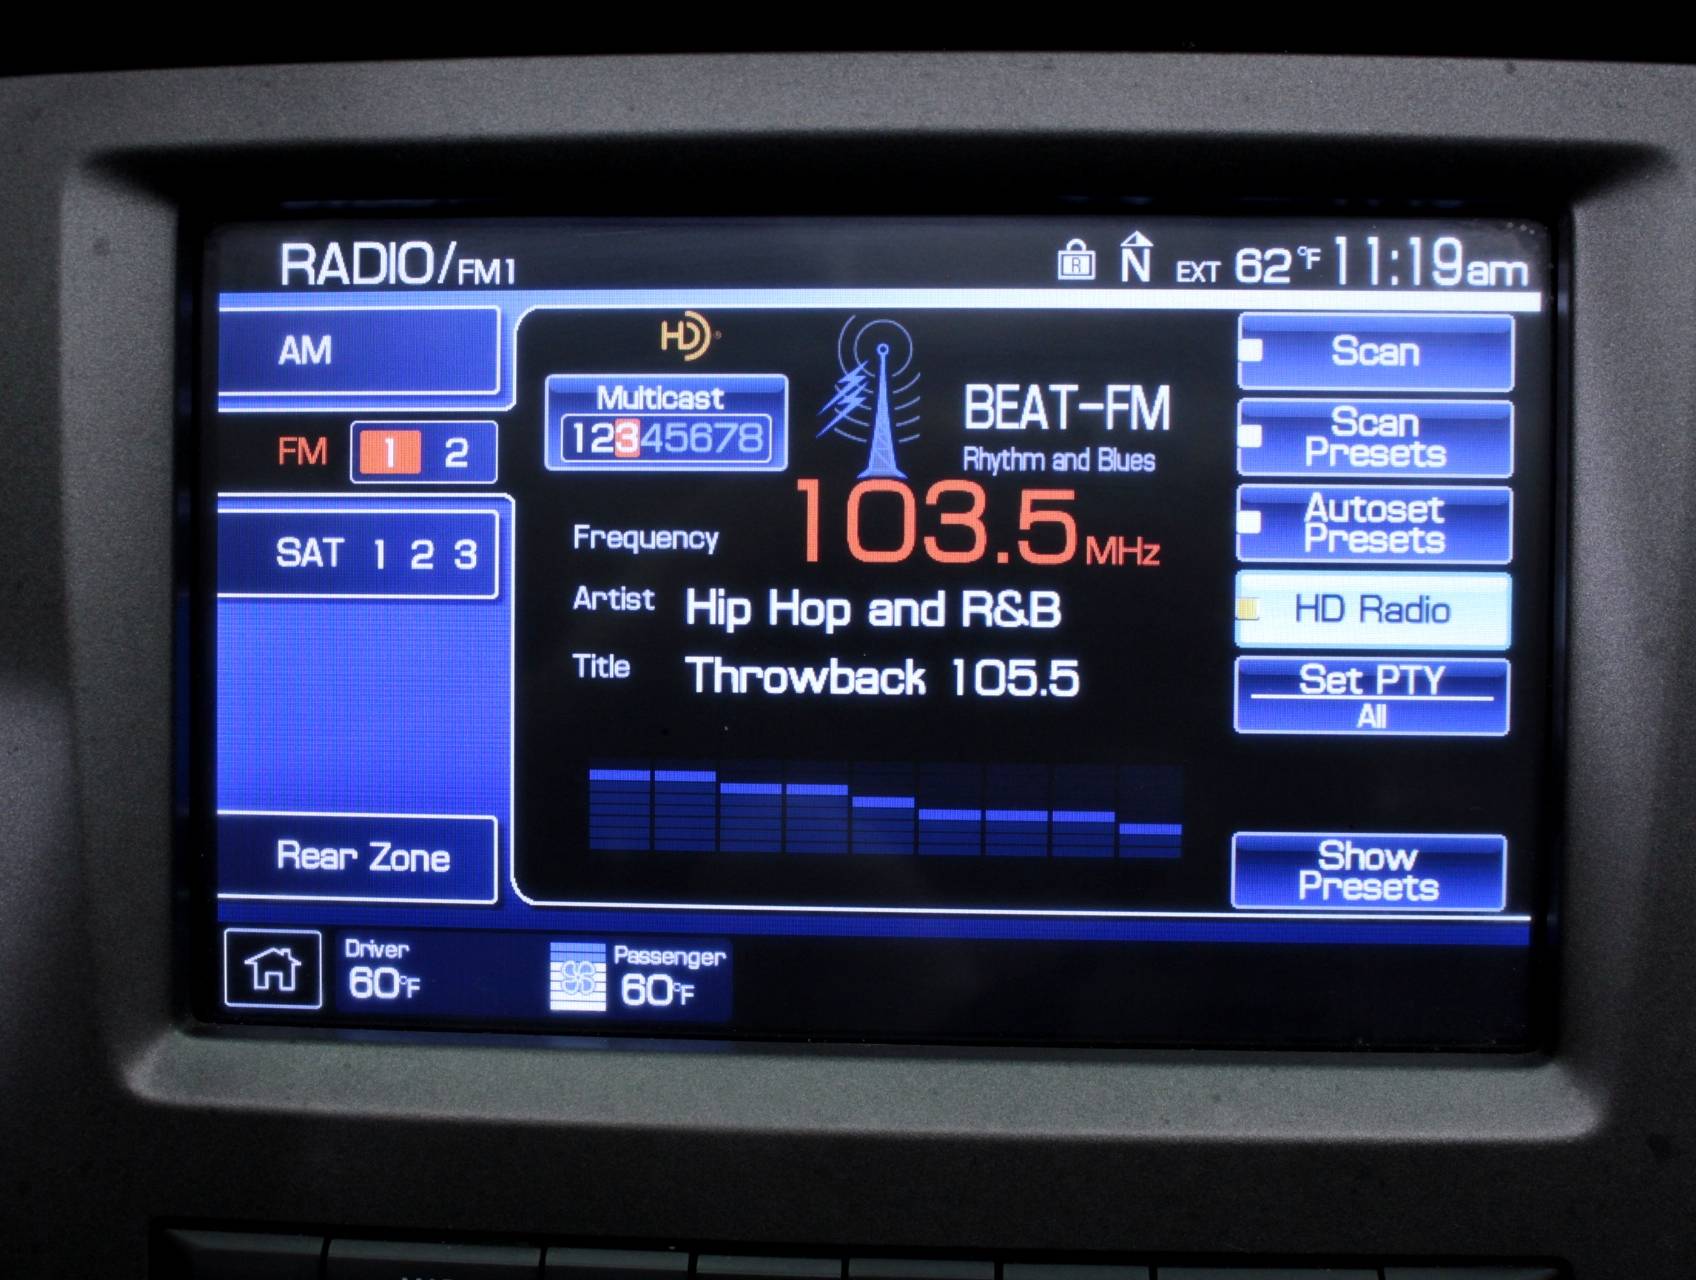 RADIO/FM1
R N EXT 62°F 11:19am
AM
FM 1 2
SAT 1 2 3
Rear Zone
HD
Multicast
12345678
BEAT-FM
Rhythm and Blues
Frequency 103.5 MHz
Artist Hip Hop and R&B
Title Throwback 105.5
Scan
Scan
Presets
Autoset
Presets
HD Radio
Set PTY
All
Show
Presets
Driver
60°F
Passenger
60°F